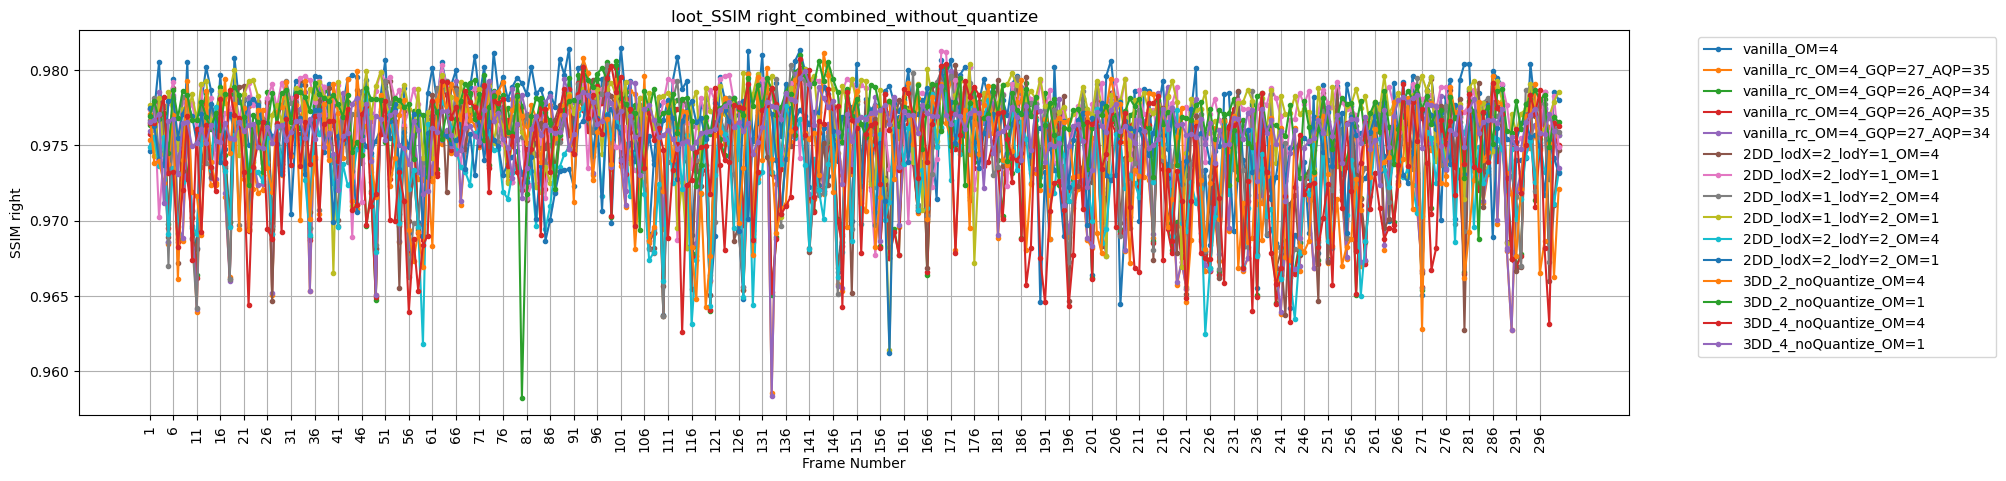 loot_SSIM right_combined_without_quantize
SSIM right
0.980
0.975
0.970
0.965
0.960
1 6 11 16 21 26 31 36 41 46 51 56 61 66 71 76 81 86 91 96 101 106 111 116 121 126 131 136 141 146 151 156 161 166 171 176 181 186 191 196 201 206 211 216 221 226 231 236 241 246 251 256 261 266 271 276 281 286 291 296
Frame Number
vanilla_OM=4
vanilla_rc_OM=4_GQP=27_AQP=35
vanilla_rc_OM=4_GQP=26_AQP=34
vanilla_rc_OM=4_GQP=26_AQP=35
vanilla_rc_OM=4_GQP=27_AQP=34
2DD_lodX=2_lodY=1_OM=4
2DD_lodX=2_lodY=1_OM=1
2DD_lodX=1_lodY=2_OM=4
2DD_lodX=1_lodY=2_OM=1
2DD_lodX=2_lodY=2_OM=4
2DD_lodX=2_lodY=2_OM=1
3DD_2_noQuantize_OM=4
3DD_2_noQuantize_OM=1
3DD_4_noQuantize_OM=4
3DD_4_noQuantize_OM=1